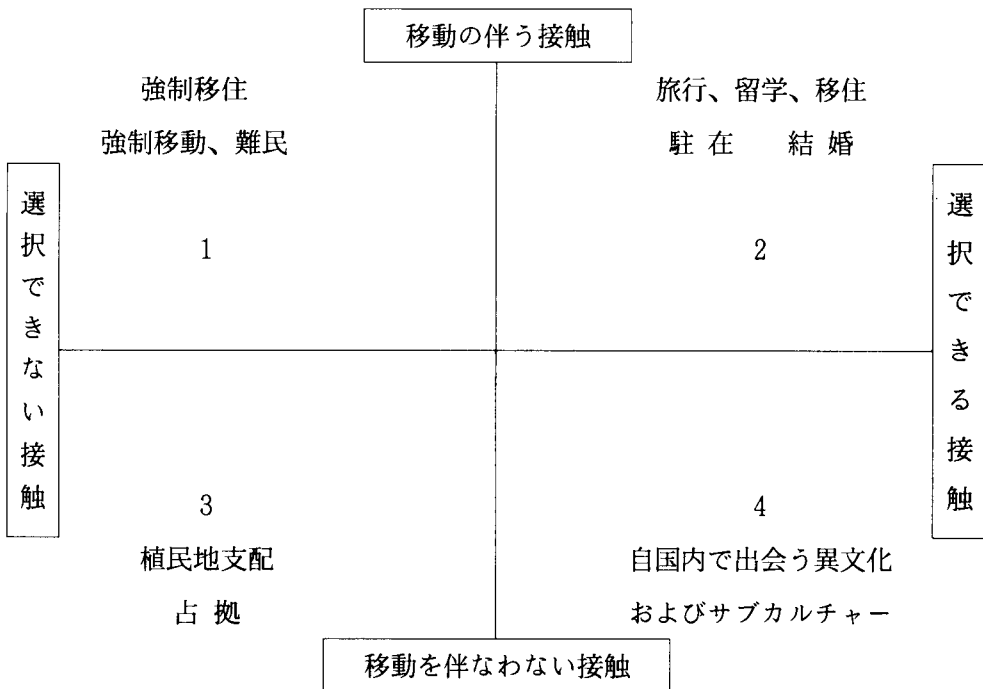 移動の伴う接触
強制移住
強制移動、難民
旅行、留学、移住
駐在 結婚
選択できない接触
選択できる接触
1
2
3
4
植民地支配
占拠
自国内で出会う異文化
およびサブカルチャー
移動を伴なわない接触